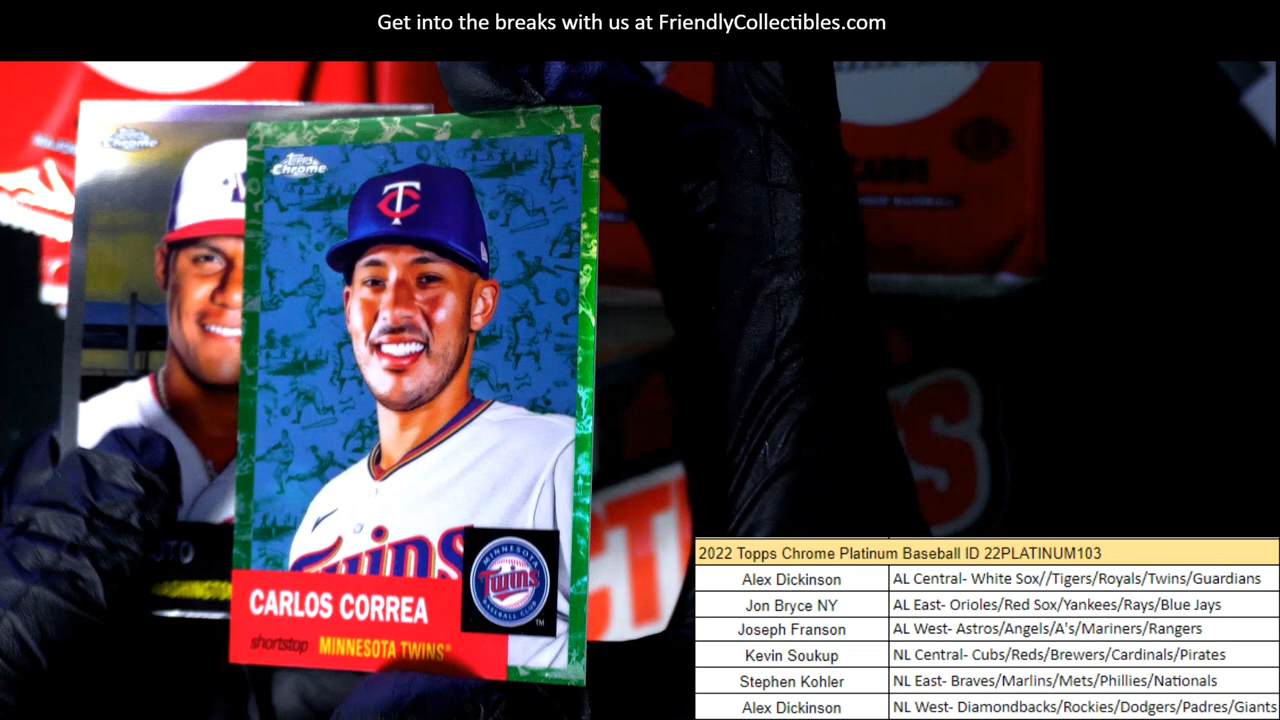 Get into the breaks with us at FriendlyCollectibles.com
Topps
Chrome
Topps
Chrome
TC
Twins
MINNESOTA
Twins
BASEBALL CLUB
TM
CARLOS CORREA
shortstop MINNESOTA TWINS®
CARDS
2022 Topps Chrome Platinum Baseball ID 22PLATINUM103
Alex Dickinson AL Central- White Sox//Tigers/Royals/Twins/Guardians
Jon Bryce NY AL East- Orioles/Red Sox/Yankees/Rays/Blue Jays
Joseph Franson AL West- Astros/Angels/A's/Mariners/Rangers
Kevin Soukup NL Central- Cubs/Reds/Brewers/Cardinals/Pirates
Stephen Kohler NL East- Braves/Marlins/Mets/Phillies/Nationals
Alex Dickinson NL West- Diamondbacks/Rockies/Dodgers/Padres/Giants